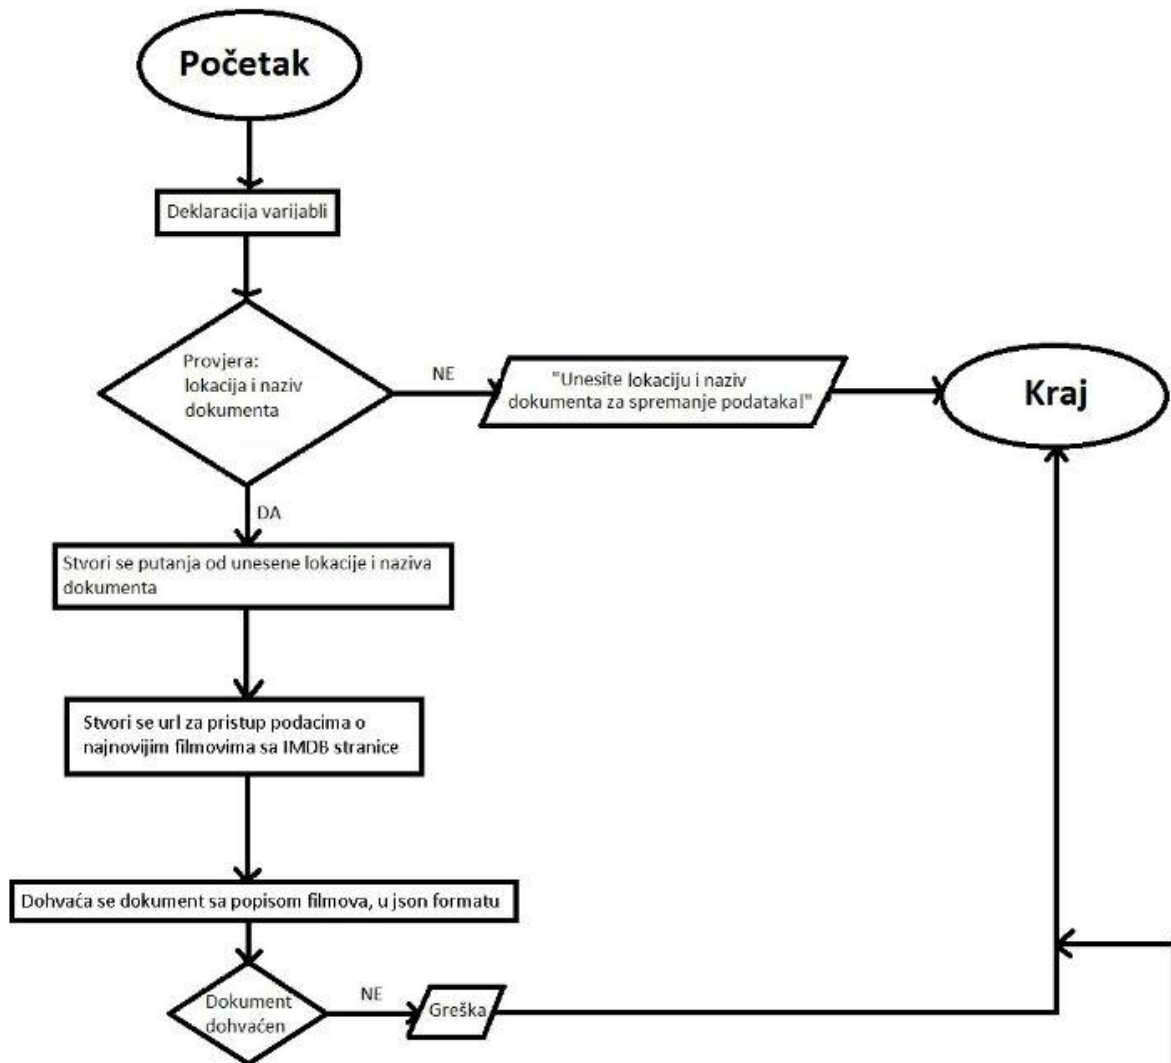 Početak
Deklaracija varijabli
Provjera:
lokacija i naziv
dokumenta
NE
"Unesite lokaciju i naziv
dokumenta za spremanje podataka!"
Kraj
DA
Stvori se putanja od unesene lokacije i naziva
dokumenta
Stvori se url za pristup podacima o
najnovijim filmovima sa IMDB stranice
Dohvaća se dokument sa popisom filmova, u json formatu
Dokument
dohvaćen
NE
Greška